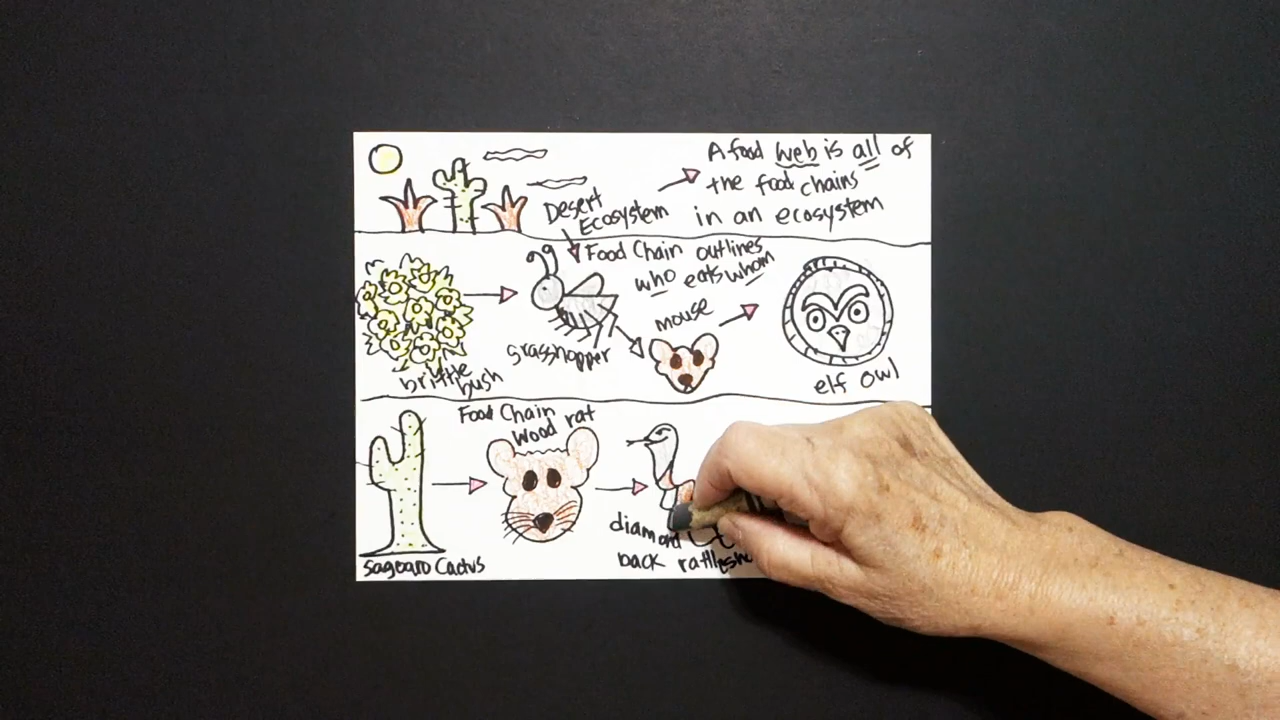 A food web is all of
the food chains
in an ecosystem
Desert
Ecosystem
Food Chain outlines
who eats whom
mouse
grasshopper
brittle
bush
elf owl
Food Chain
wood rat
diamond
back
sagoaro Cactus